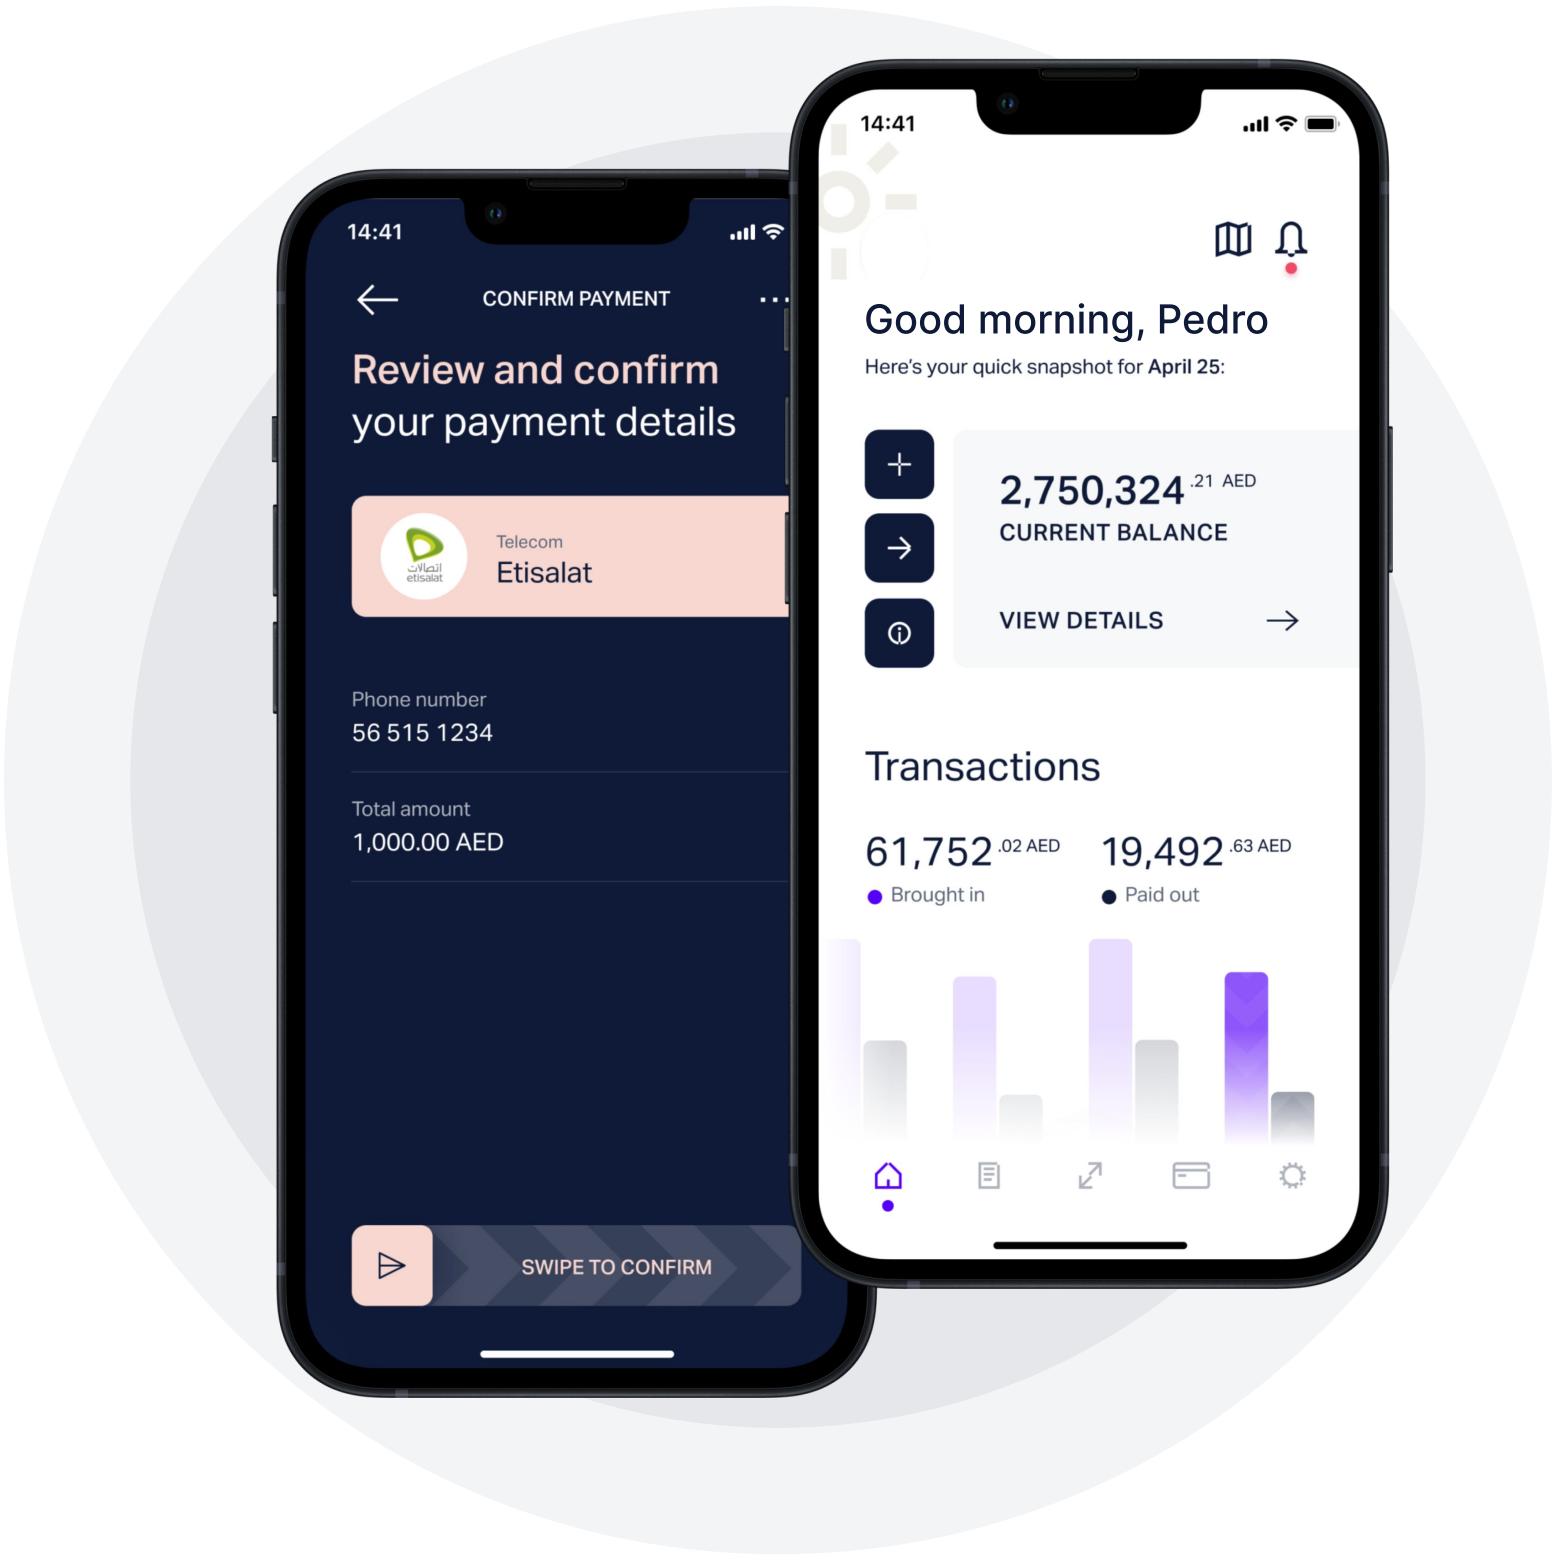 14:41
CONFIRM PAYMENT
Review and confirm
your payment details
اتصالات
etisalat
Telecom
Etisalat
Phone number
56 515 1234
Total amount
1,000.00 AED
SWIPE TO CONFIRM
14:41
Good morning, Pedro
Here’s your quick snapshot for April 25:
2,750,324.21 AED
CURRENT BALANCE
VIEW DETAILS
Transactions
61,752.02 AED 19,492.63 AED
Brought in Paid out